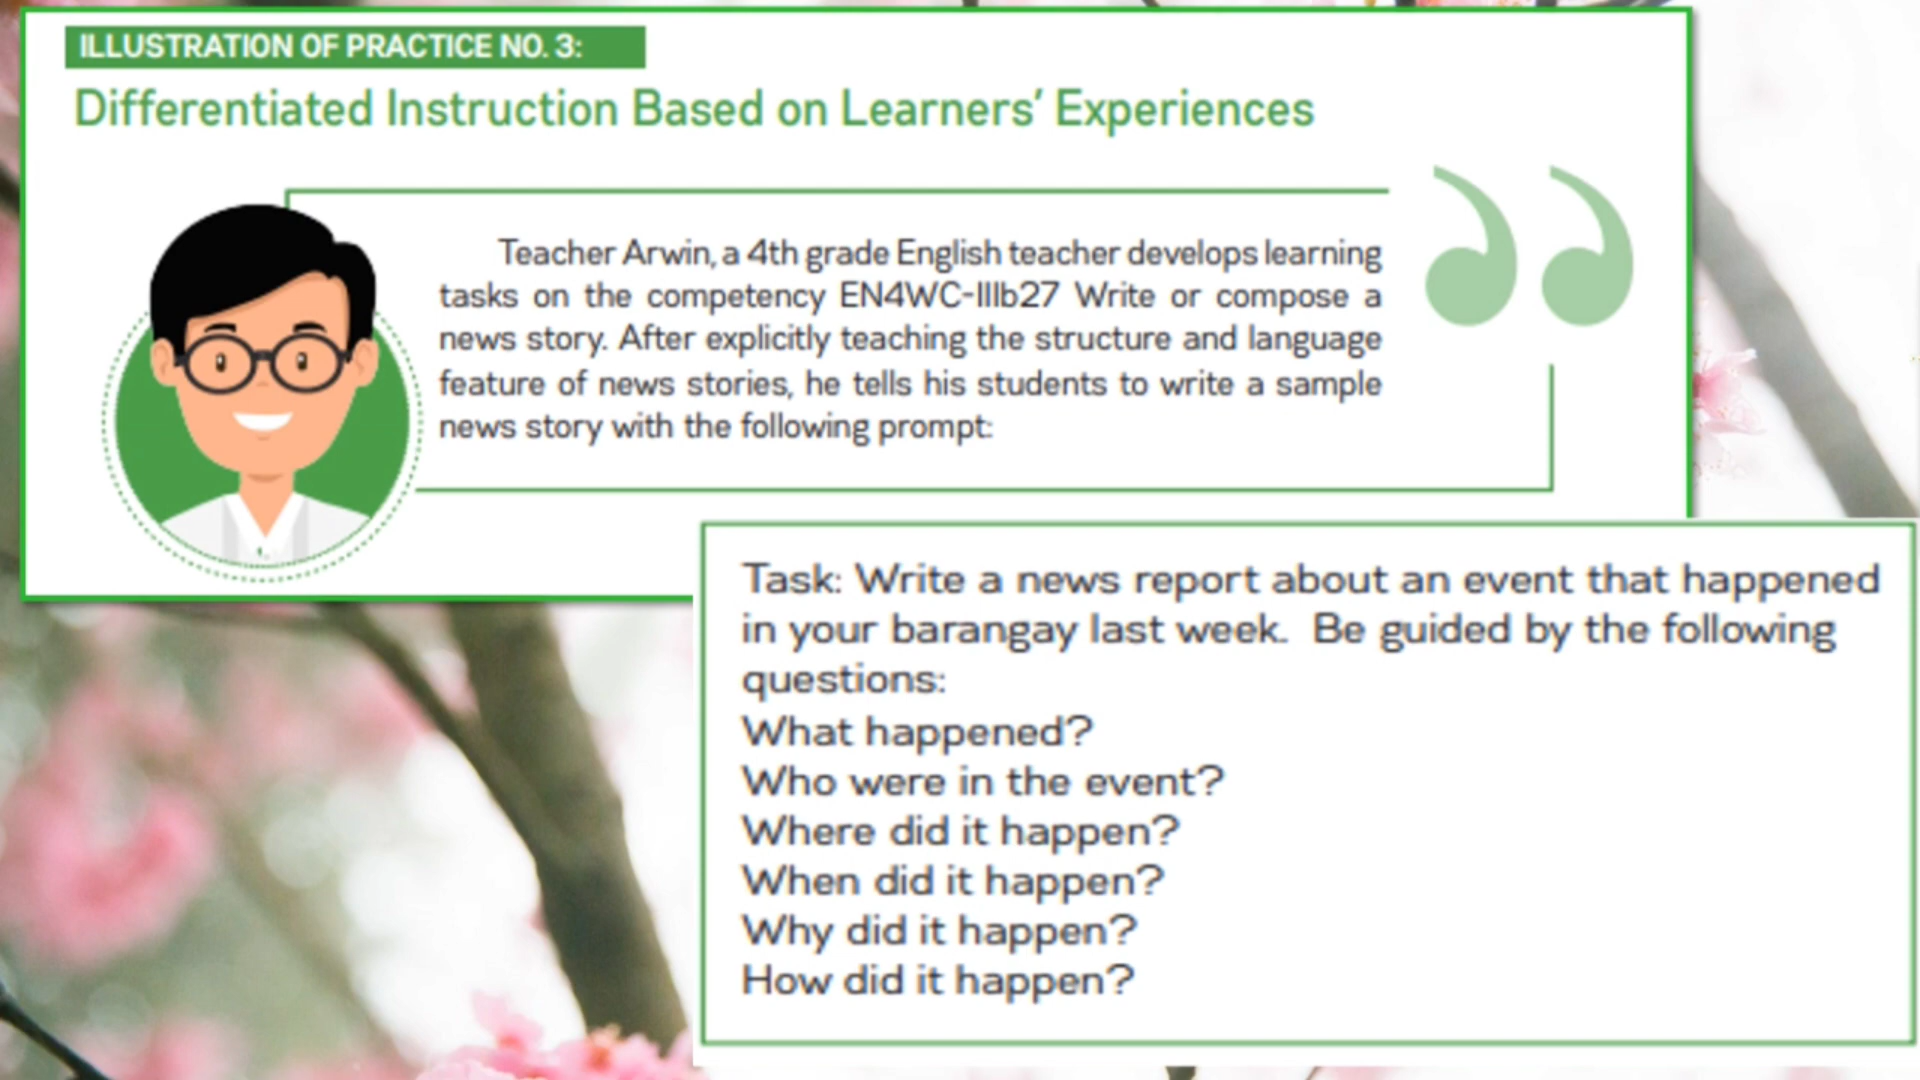 ILLUSTRATION OF PRACTICE NO. 3:
Differentiated Instruction Based on Learners' Experiences
Teacher Arwin, a 4th grade English teacher develops learning
tasks on the competency EN4WC-IIIb27 Write or compose a
news story. After explicitly teaching the structure and language
feature of news stories, he tells his students to write a sample
news story with the following prompt:
Task: Write a news report about an event that happened
in your barangay last week. Be guided by the following
questions:
What happened?
Who were in the event?
Where did it happen?
When did it happen?
Why did it happen?
How did it happen?